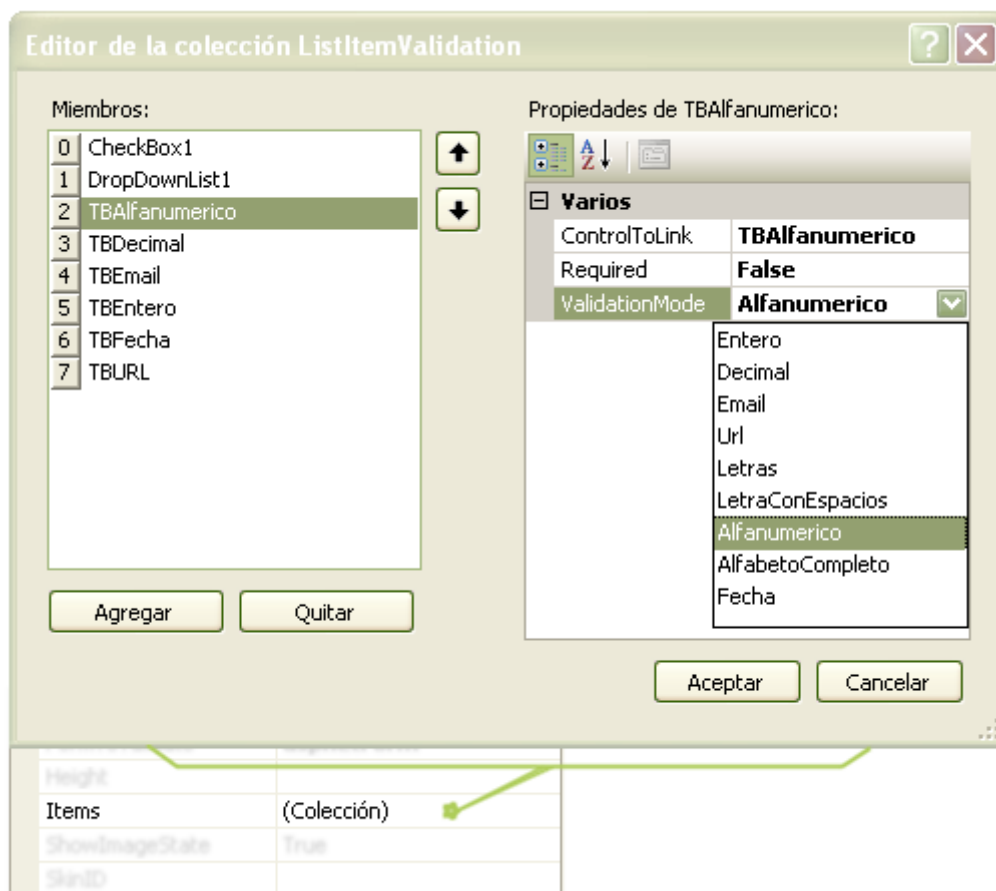 Editor de la colección ListItemValidation
Miembros:
0 CheckBox1
1 DropDownList1
2 TBAlfanumerico
3 TBDecimal
4 TBEmail
5 TBEntero
6 TBFecha
7 TBURL
Agregar Quitar
Propiedades de TBAlfanumerico:
Varios
ControlToLink TBAlfanumerico
Required False
ValidationMode Alfanumerico
Entero
Decimal
Email
Url
Letras
LetraConEspacios
Alfanumerico
AlfabetoCompleto
Fecha
Aceptar Cancelar
Height
Items (Colección)
ShowImageState True
SkinID